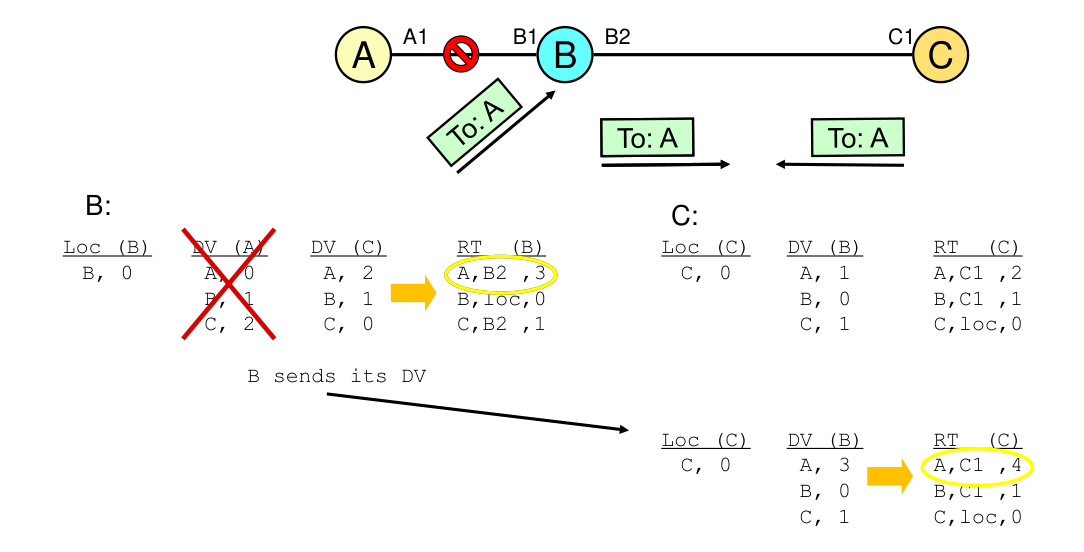 A A1 B1 B B2 C1 C
To: A
To: A To: A
B:
Loc (B) DV (A) DV (C) RT (B)
B, 0 A, 0 A, 2 A,B2 ,3
B, 1 B, 1 B,loc,0
C, 2 C, 0 C,B2 ,1
C:
Loc (C) DV (B) RT (C)
C, 0 A, 1 A,C1 ,2
B, 0 B,C1 ,1
C, 1 C,loc,0
B sends its DV
Loc (C) DV (B) RT (C)
C, 0 A, 3 A,C1 ,4
B, 0 B,C1 ,1
C, 1 C,loc,0